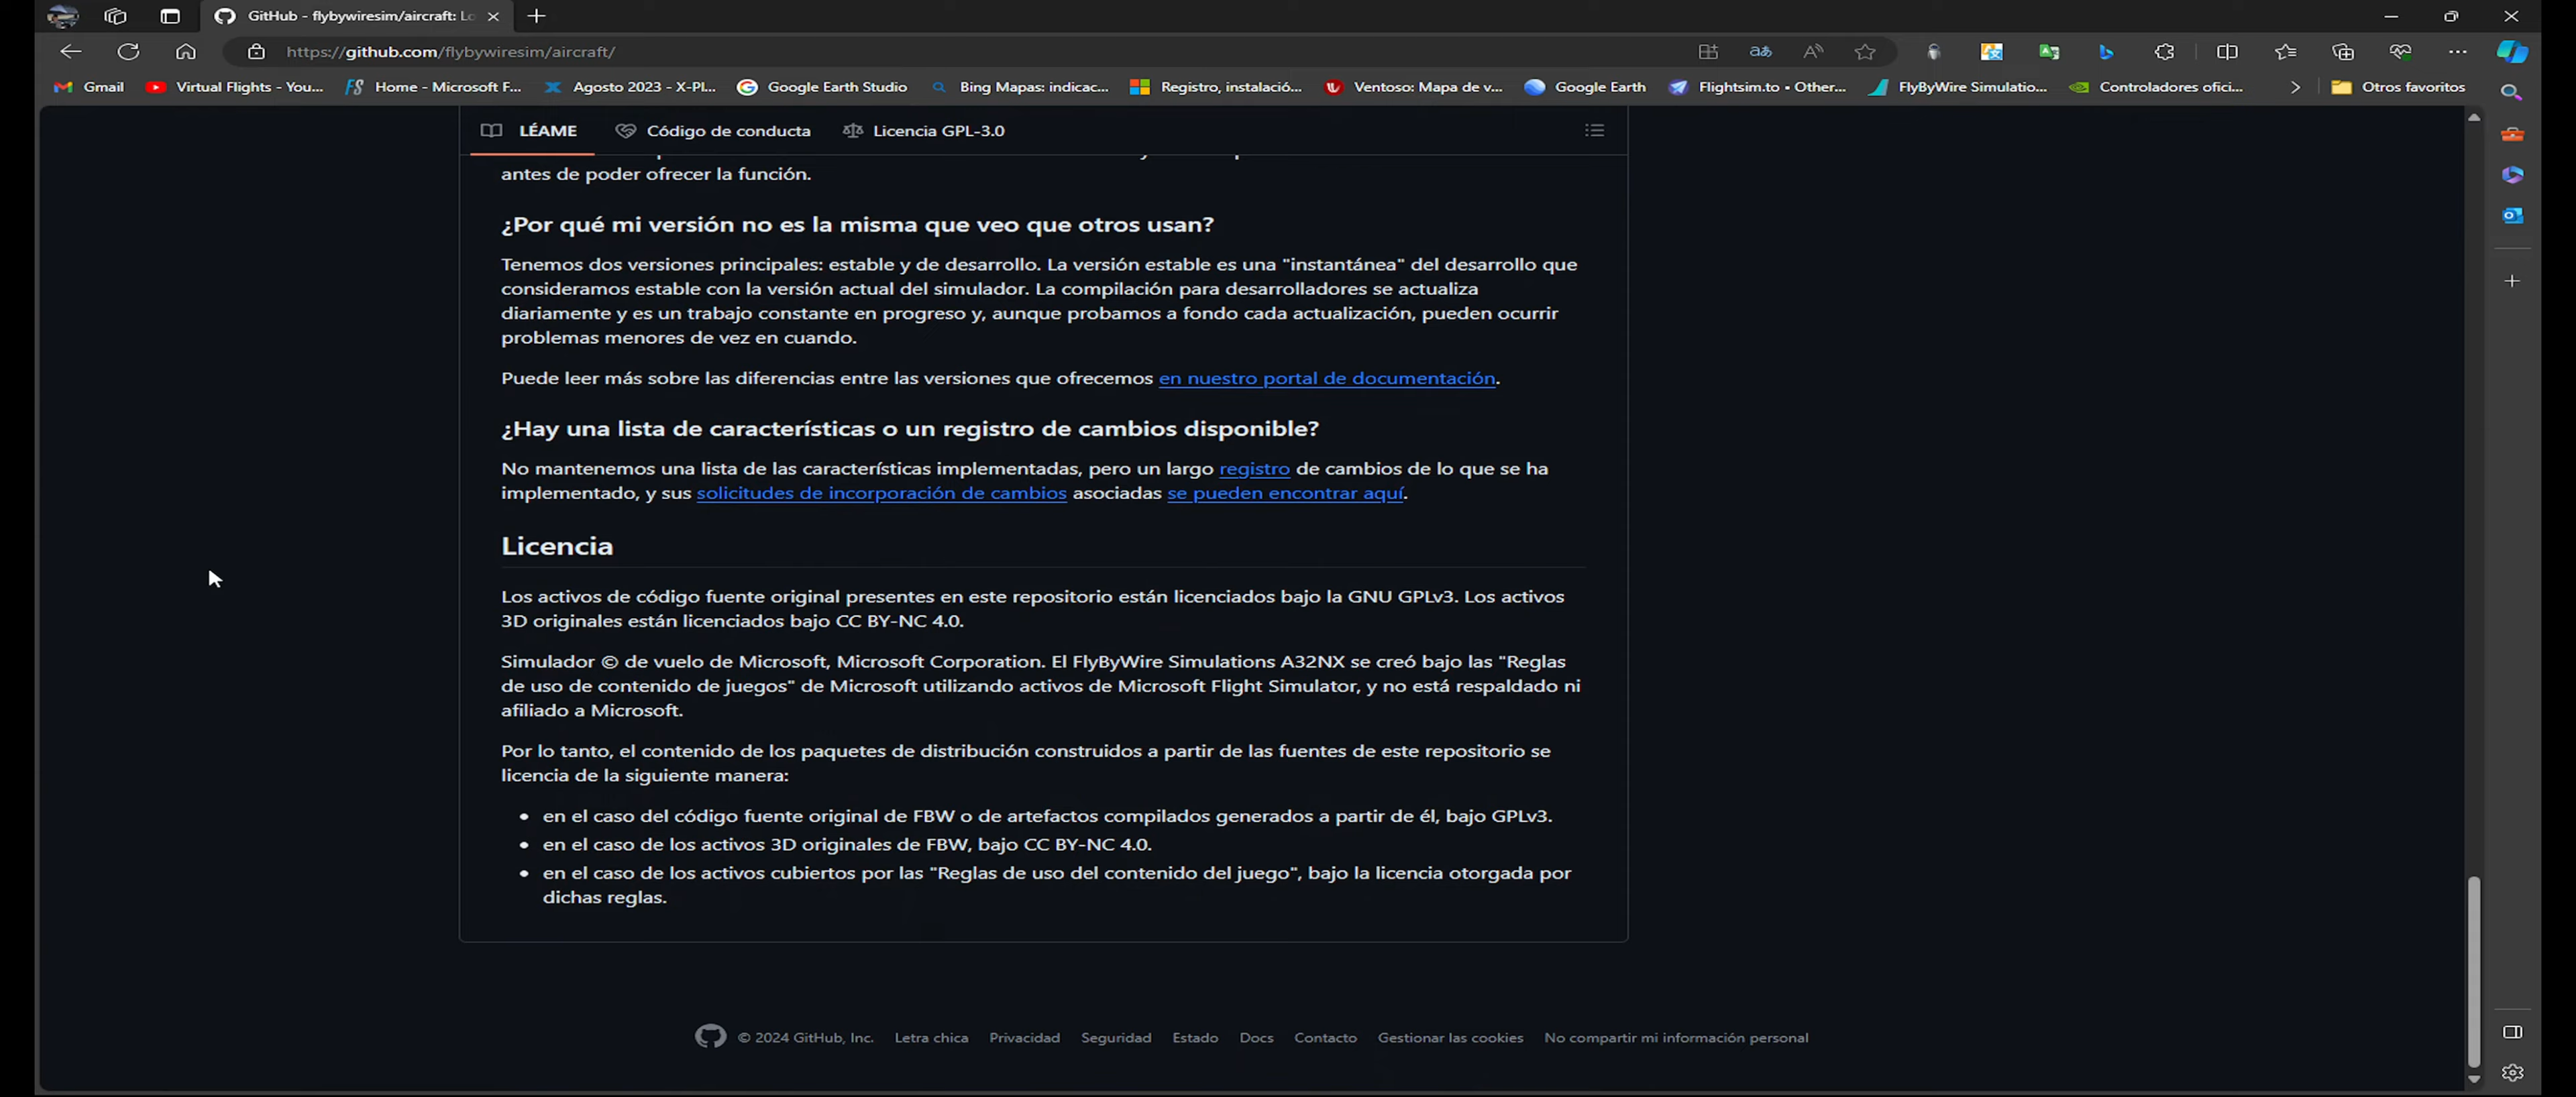 GitHub - flybywiresim/aircraft: Lo
https://github.com/flybywiresim/aircraft/
Gmail
Virtual Flights - You...
Home - Microsoft F...
Agosto 2023 - X-Pl...
Google Earth Studio
Bing Mapas: indicac...
Registro, instalació...
Ventoso: Mapa de v...
Google Earth
Flightsim.to • Other...
FlyByWire Simulatio...
Controladores ofici...
Otros favoritos
LÉAME
Código de conducta
Licencia GPL-3.0
antes de poder ofrecer la función.
¿Por qué mi versión no es la misma que veo que otros usan?
Tenemos dos versiones principales: estable y de desarrollo. La versión estable es una "instantánea" del desarrollo que
consideramos estable con la versión actual del simulador. La compilación para desarrolladores se actualiza
diariamente y es un trabajo constante en progreso y, aunque probamos a fondo cada actualización, pueden ocurrir
problemas menores de vez en cuando.
Puede leer más sobre las diferencias entre las versiones que ofrecemos en nuestro portal de documentación.
¿Hay una lista de características o un registro de cambios disponible?
No mantenemos una lista de las características implementadas, pero un largo registro de cambios de lo que se ha
implementado, y sus solicitudes de incorporación de cambios asociadas se pueden encontrar aquí.
Licencia
Los activos de código fuente original presentes en este repositorio están licenciados bajo la GNU GPLv3. Los activos
3D originales están licenciados bajo CC BY-NC 4.0.
Simulador © de vuelo de Microsoft, Microsoft Corporation. El FlyByWire Simulations A32NX se creó bajo las "Reglas
de uso de contenido de juegos" de Microsoft utilizando activos de Microsoft Flight Simulator, y no está respaldado ni
afiliado a Microsoft.
Por lo tanto, el contenido de los paquetes de distribución construidos a partir de las fuentes de este repositorio se
licencia de la siguiente manera:
• en el caso del código fuente original de FBW o de artefactos compilados generados a partir de él, bajo GPLv3.
• en el caso de los activos 3D originales de FBW, bajo CC BY-NC 4.0.
• en el caso de los activos cubiertos por las "Reglas de uso del contenido del juego", bajo la licencia otorgada por
dichas reglas.
© 2024 GitHub, Inc.
Letra chica
Privacidad
Seguridad
Estado
Docs
Contacto
Gestionar las cookies
No compartir mi información personal